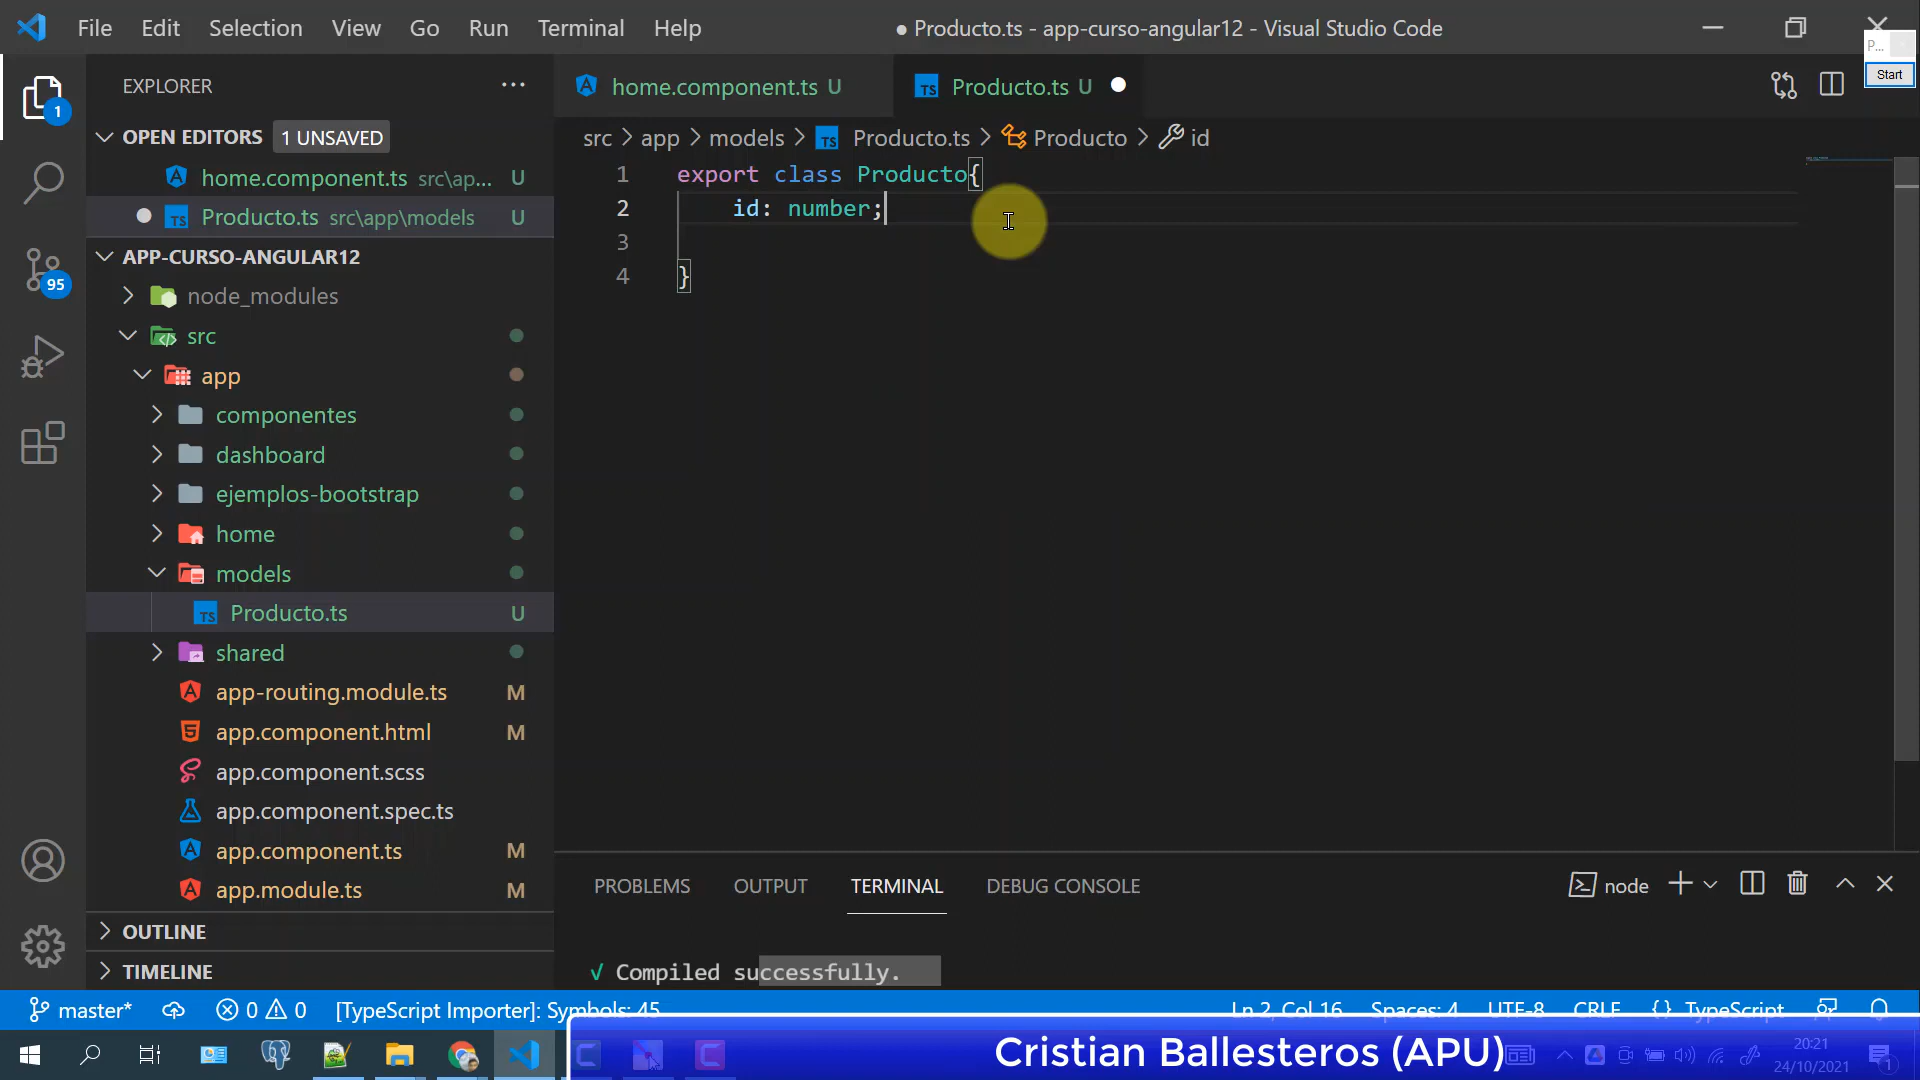 File Edit Selection View Go Run Terminal Help
● Producto.ts - app-curso-angular12 - Visual Studio Code
P...
Start
EXPLORER
OPEN EDITORS 1 UNSAVED
home.component.ts src\ap... U
Producto.ts src\app\models U
APP-CURSO-ANGULAR12
node_modules
src
app
componentes
dashboard
ejemplos-bootstrap
home
models
Producto.ts U
shared
app-routing.module.ts M
app.component.html M
app.component.scss
app.component.spec.ts
app.component.ts M
app.module.ts M
OUTLINE
TIMELINE
1
95
home.component.ts U
Producto.ts U
src > app > models > Producto.ts > Producto > id
1 export class Producto{
2 id: number;
3
4 }
PROBLEMS OUTPUT TERMINAL DEBUG CONSOLE
node
√ Compiled successfully.
master* 0 0 [TypeScript Importer]: Symbols: 45
Ln 2, Col 16 Spaces: 4 UTF-8 CRLF {} TypeScript
Cristian Ballesteros (APU)
20:21
24/10/2021
1